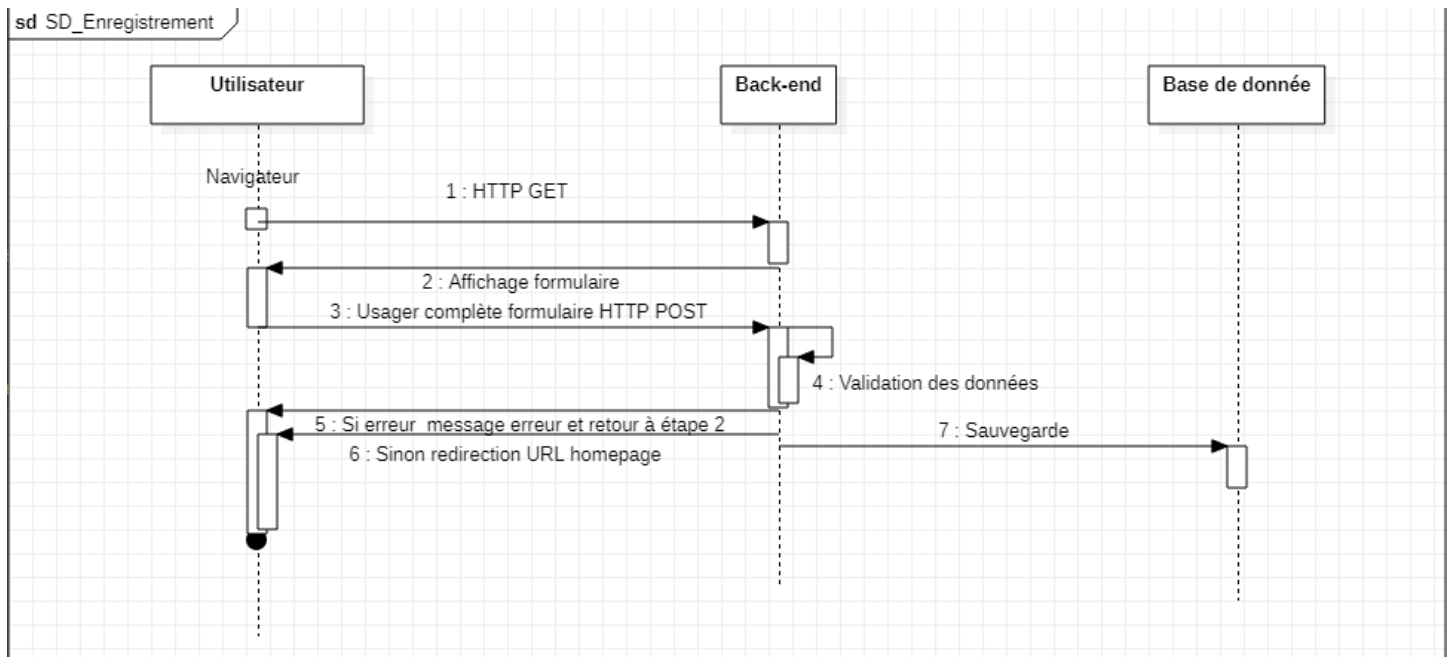 sd SD_Enregistrement
Utilisateur
Back-end
Base de donnée
Navigateur
1 : HTTP GET
2 : Affichage formulaire
3 : Usager complète formulaire HTTP POST
4 : Validation des données
5 : Si erreur message erreur et retour à étape 2
7 : Sauvegarde
6 : Sinon redirection URL homepage